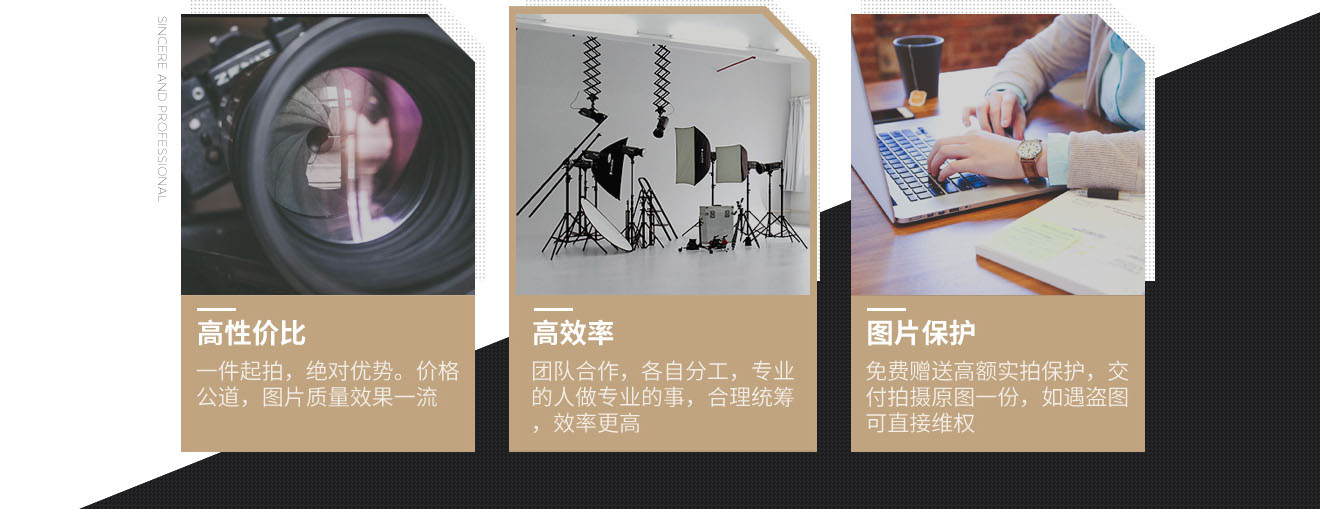 SINCERE AND PROFESSIONAL
高性价比
一件起拍，绝对优势。价格
公道，图片质量效果一流
高效率
团队合作，各自分工，专业
的人做专业的事，合理统筹
，效率更高
图片保护
免费赠送高额实拍保护，交
付拍摄原图一份，如遇盗图
可直接维权